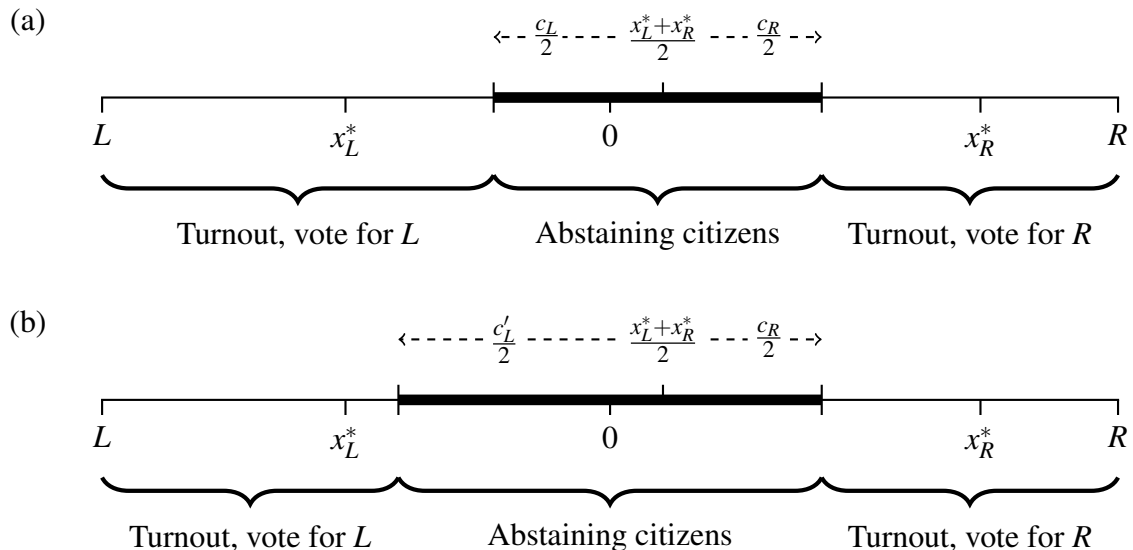 (a)
c_L/2 (x_L^*+x_R^*)/2 c_R/2
L x_L^* 0 x_R^* R
Turnout, vote for L Abstaining citizens Turnout, vote for R
(b)
c'_L/2 (x_L^*+x_R^*)/2 c_R/2
L x_L^* 0 x_R^* R
Turnout, vote for L Abstaining citizens Turnout, vote for R